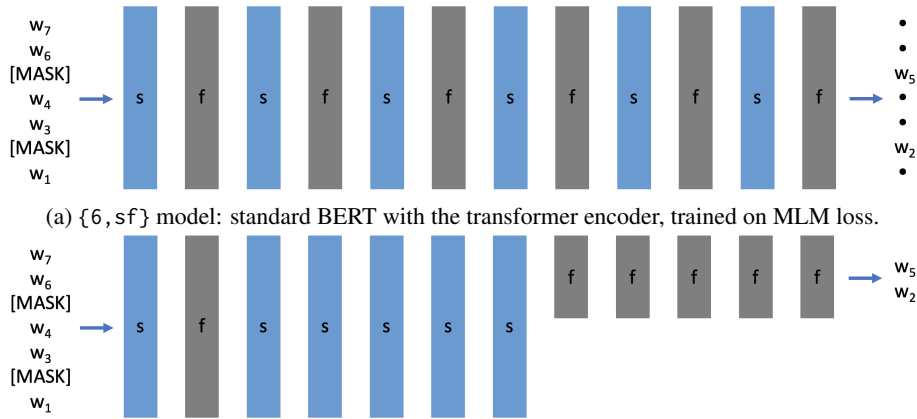 w₇
w₆
[MASK]
w₄
w₃
[MASK]
w₁
s f s f s f s f s f s f
•
•
w₅
•
•
w₂
•
(a) {6,sf} model: standard BERT with the transformer encoder, trained on MLM loss.
w₇
w₆
[MASK]
w₄
w₃
[MASK]
w₁
s f s s s s s f f f f f
w₅
w₂